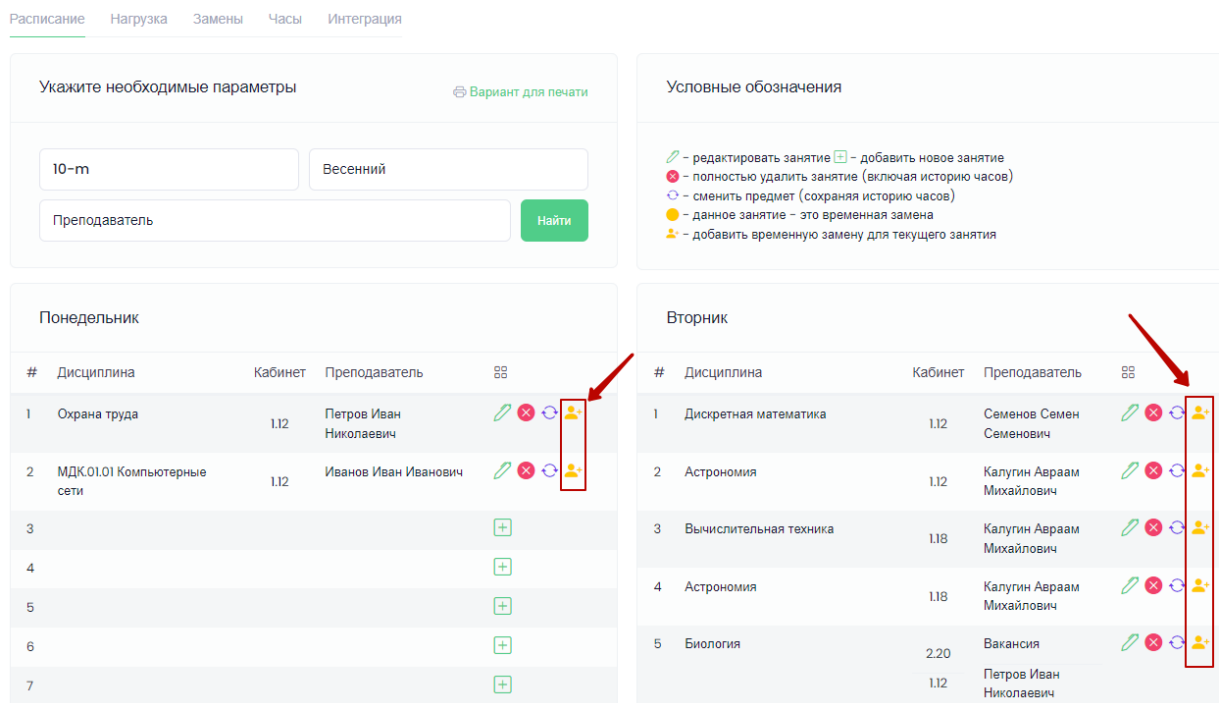 Расписание Нагрузка Замены Часы Интеграция
Укажите необходимые параметры
Вариант для печати
10-m
Весенний
Преподаватель
Найти
Условные обозначения
– редактировать занятие – добавить новое занятие
– полностью удалить занятие (включая историю часов)
– сменить предмет (сохраняя историю часов)
– данное занятие – это временная замена
– добавить временную замену для текущего занятия
Понедельник
# Дисциплина Кабинет Преподаватель
1 Охрана труда 1.12 Петров Иван
Николаевич
2 МДК.01.01 Компьютерные 1.12 Иванов Иван Иванович
сети
3
4
5
6
7
Вторник
# Дисциплина Кабинет Преподаватель
1 Дискретная математика 1.12 Семенов Семен
Семенович
2 Астрономия 1.12 Калугин Авраам
Михайлович
3 Вычислительная техника 1.18 Калугин Авраам
Михайлович
4 Астрономия 1.18 Калугин Авраам
Михайлович
5 Биология 2.20 Вакансия
1.12 Петров Иван
Николаевич